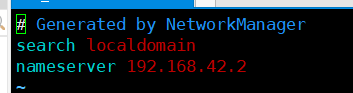 # Generated by NetworkManager
search localdomain
nameserver 192.168.42.2
~